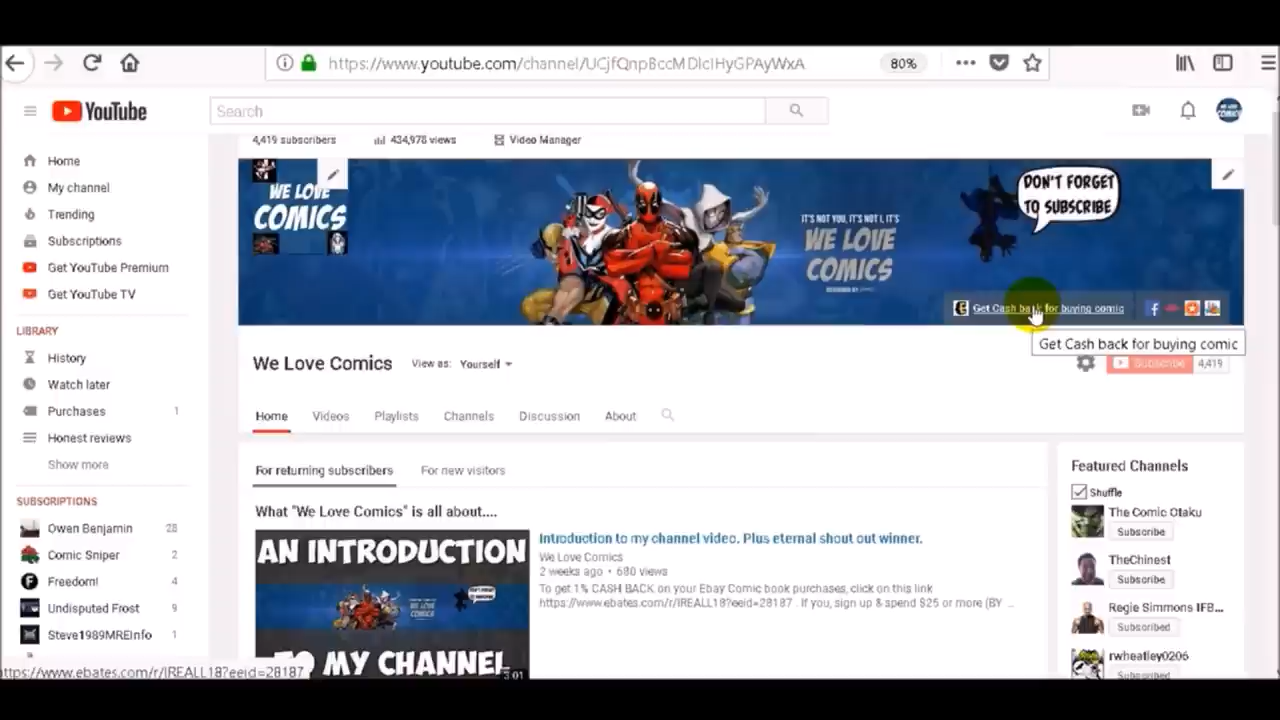 https://www.youtube.com/channel/UCjfQnpBccMDlcIHyGPAyWxA
80%
YouTube
Search
4,419 subscribers
434,978 views
Video Manager
Home
My channel
Trending
Subscriptions
Get YouTube Premium
Get YouTube TV
LIBRARY
History
Watch later
Purchases 1
Honest reviews
Show more
SUBSCRIPTIONS
Owen Benjamin 28
Comic Sniper 2
Freedom! 4
Undisputed Frost 9
Steve1989MREInfo 1
WE LOVE
COMICS
IT'S NOT YOU, IT'S NOT I, IT'S
WE LOVE
COMICS
DON'T FORGET
TO SUBSCRIBE
Get Cash back for buying comic
Get Cash back for buying comic
We Love Comics
View as: Yourself
Subscribe 4,419
Home
Videos
Playlists
Channels
Discussion
About
For returning subscribers
For new visitors
What "We Love Comics" is all about....
AN INTRODUCTION
TO MY CHANNEL
3:01
Introduction to my channel video. Plus eternal shout out winner.
We Love Comics
2 weeks ago • 680 views
To get 1% CASH BACK on your Ebay Comic book purchases, click on this link
https://www.ebates.com/r/IREALL18?eeid=28187 . If you, sign up & spend $25 or more (BY ...
Featured Channels
Shuffle
The Comic Otaku
Subscribe
TheChinest
Subscribe
Regie Simmons IFB...
Subscribed
rwheatley0206
Subscribed
https://www.ebates.com/r/IREALL18?eeid=28187